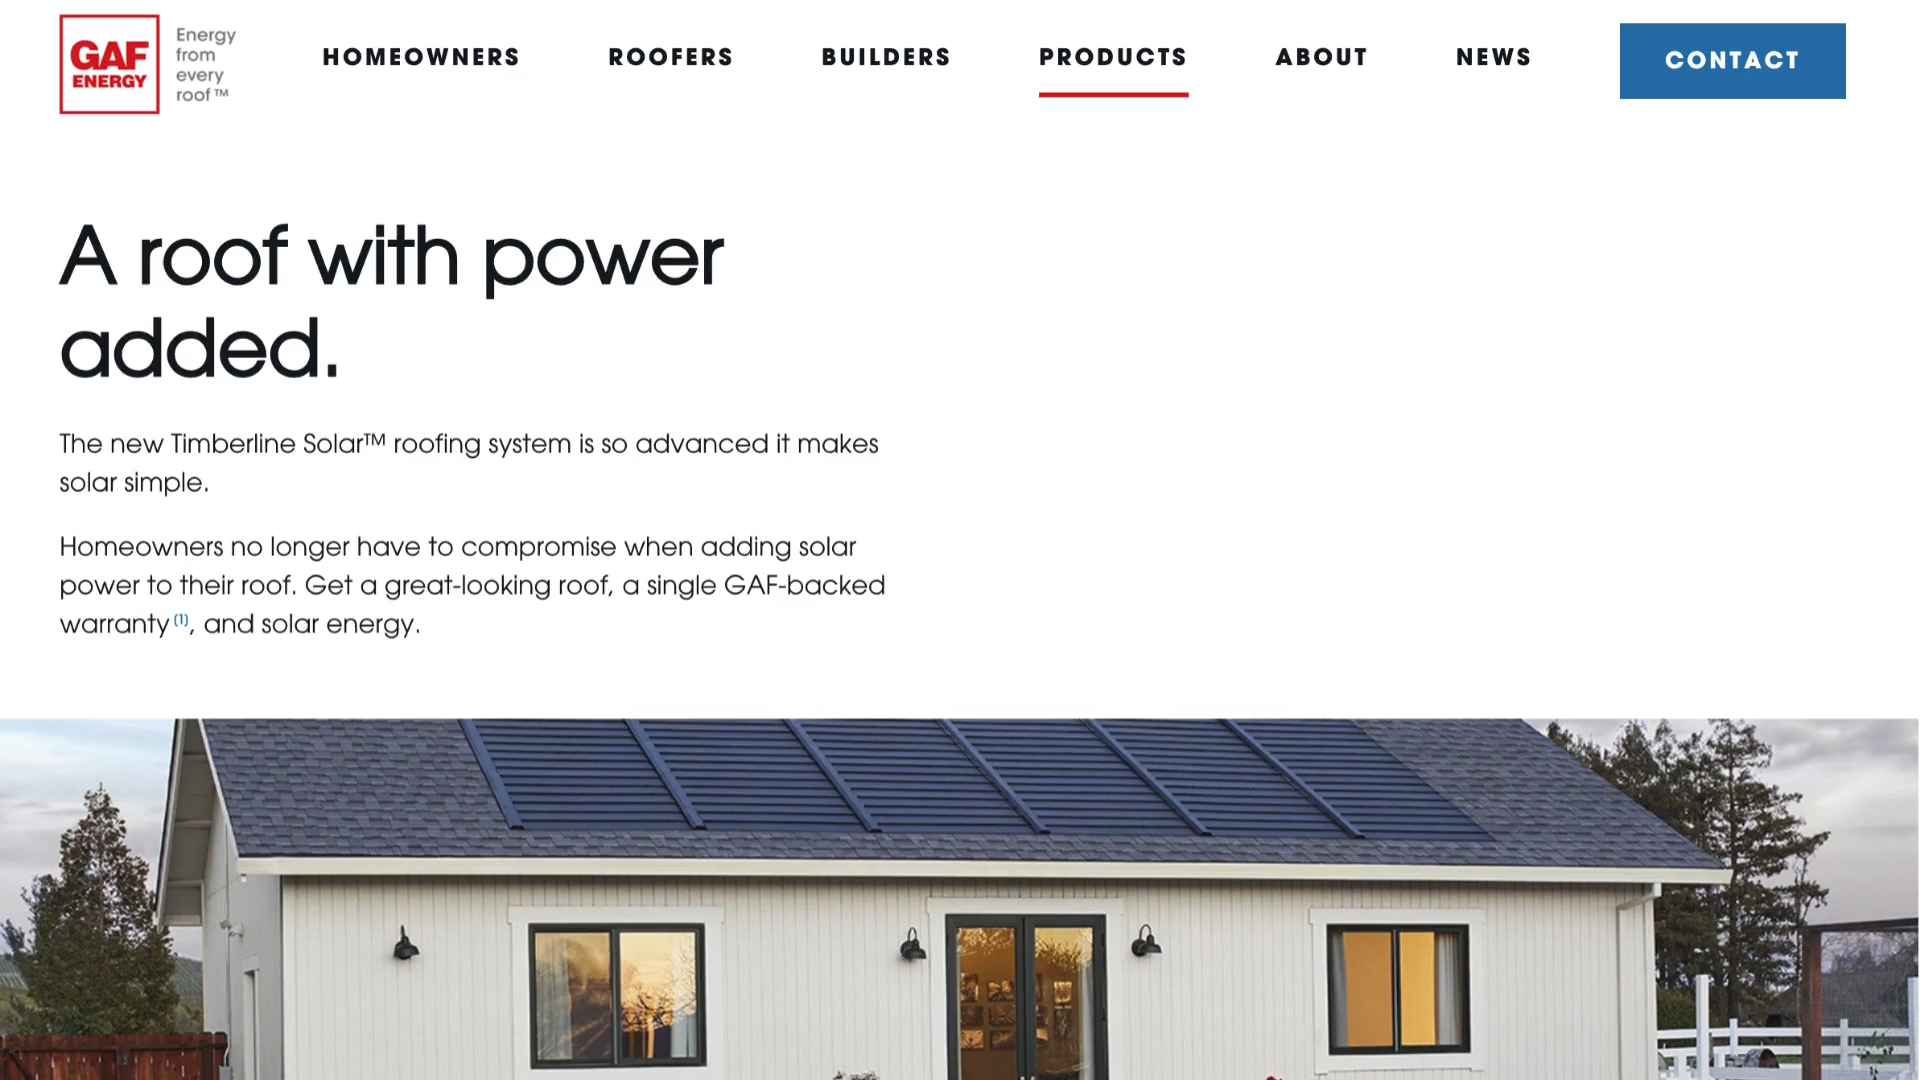 GAF
ENERGY
Energy
from
every
roof™
HOMEOWNERS
ROOFERS
BUILDERS
PRODUCTS
ABOUT
NEWS
CONTACT
A roof with power
added.
The new Timberline Solar™ roofing system is so advanced it makes
solar simple.
Homeowners no longer have to compromise when adding solar
power to their roof. Get a great-looking roof, a single GAF-backed
warranty (1), and solar energy.